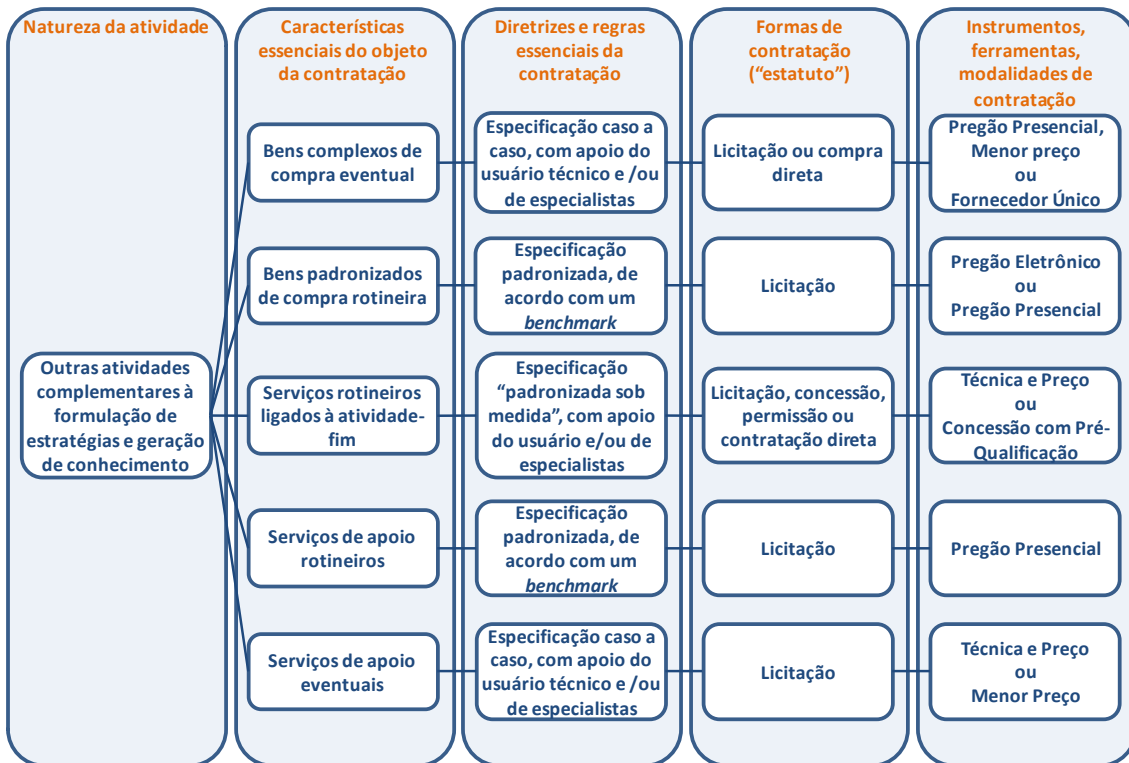 Natureza da atividade
Características
essenciais do objeto
da contratação
Diretrizes e regras
essenciais da
contratação
Formas de
contratação
(“estatuto”)
Instrumentos,
ferramentas,
modalidades de
contratação
Outras atividades
complementares à
formulação de
estratégias e geração
de conhecimento
Bens complexos de
compra eventual
Especificação caso a
caso, com apoio do
usuário técnico e /ou
de especialistas
Licitação ou compra
direta
Pregão Presencial,
Menor preço
ou
Fornecedor Único
Bens padronizados
de compra rotineira
Especificação
padronizada, de
acordo com um
benchmark
Licitação
Pregão Eletrônico
ou
Pregão Presencial
Serviços rotineiros
ligados à atividade-
fim
Especificação
“padronizada sob
medida”, com apoio
do usuário e/ou de
especialistas
Licitação, concessão,
permissão ou
contratação direta
Técnica e Preço
ou
Concessão com Pré-
Qualificação
Serviços de apoio
rotineiros
Especificação
padronizada, de
acordo com um
benchmark
Licitação
Pregão Presencial
Serviços de apoio
eventuais
Especificação caso a
caso, com apoio do
usuário técnico e /ou
de especialistas
Licitação
Técnica e Preço
ou
Menor Preço